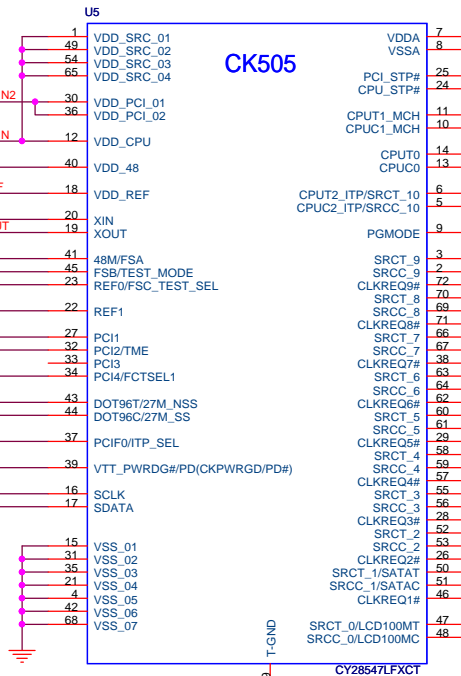 U5
CK505
1 VDD_SRC_01
49 VDD_SRC_02
54 VDD_SRC_03
65 VDD_SRC_04
N2
30 VDD_PCI_01
36 VDD_PCI_02
N
12 VDD_CPU
40 VDD_48
18 VDD_REF
20 XIN
19 XOUT
41 48M/FSA
45 FSB/TEST_MODE
23 REF0/FSC_TEST_SEL
22 REF1
27 PCI1
32 PCI2/TME
33 PCI3
34 PCI4/FCTSEL1
43 DOT96T/27M_NSS
44 DOT96C/27M_SS
37 PCIF0/ITP_SEL
39 VTT_PWRDG#/PD(CKPWRGD/PD#)
16 SCLK
17 SDATA
15 VSS_01
31 VSS_02
35 VSS_03
21 VSS_04
4 VSS_05
42 VSS_06
68 VSS_07
VDDA 7
VSSA 8
PCI_STP# 25
CPU_STP# 24
CPUT1_MCH 11
CPUC1_MCH 10
CPUT0 14
CPUC0 13
CPUT2_ITP/SRCT_10 6
CPUC2_ITP/SRCC_10 5
PGMODE 9
SRCT_9 3
SRCC_9 2
CLKREQ9# 72
SRCT_8 70
SRCC_8 69
CLKREQ8# 71
SRCT_7 66
SRCC_7 67
CLKREQ7# 38
SRCT_6 63
SRCC_6 64
CLKREQ6# 62
SRCT_5 60
SRCC_5 61
CLKREQ5# 29
SRCT_4 58
SRCC_4 59
CLKREQ4# 57
SRCT_3 55
SRCC_3 56
CLKREQ3# 28
SRCT_2 52
SRCC_2 53
CLKREQ2# 26
SRCT_1/SATAT 50
SRCC_1/SATAC 51
CLKREQ1# 46
SRCT_0/LCD100MT 47
SRCC_0/LCD100MC 48
T-GND
CY28547LFXCT